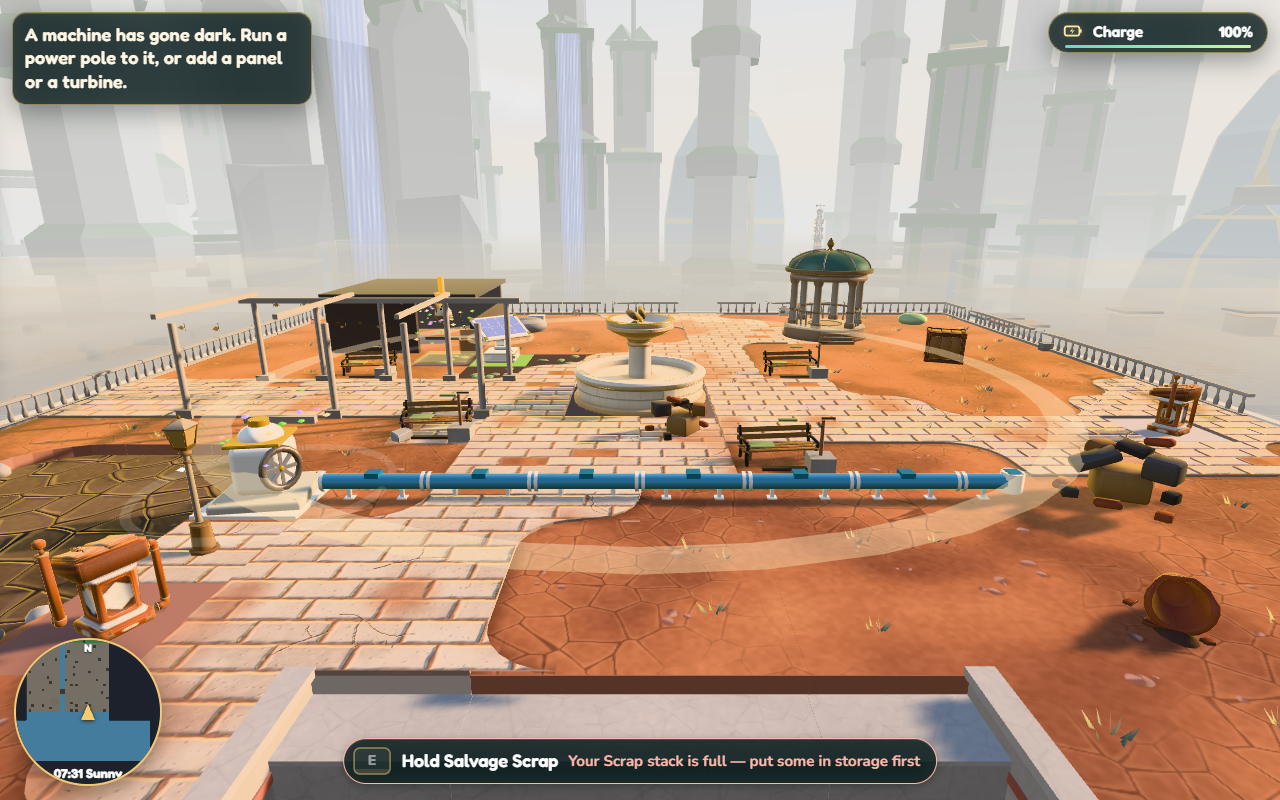 A machine has gone dark. Run a
power pole to it, or add a panel
or a turbine.
Charge 100%
N
07:31 Sunny
E Hold Salvage Scrap Your Scrap stack is full — put some in storage first